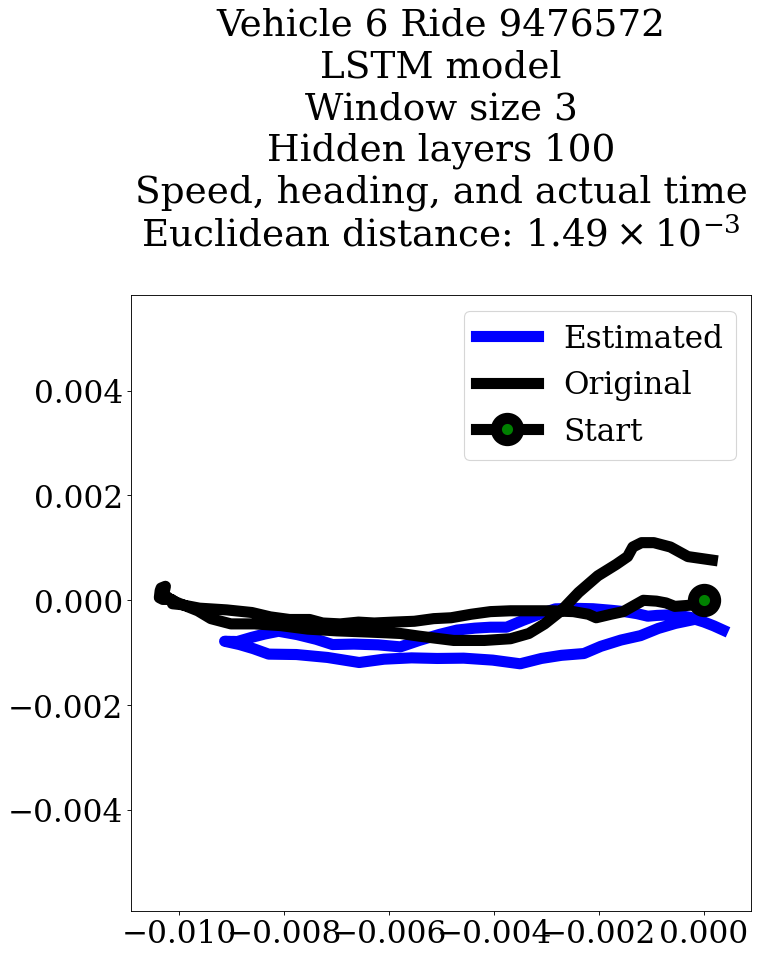 Vehicle 6 Ride 9476572
LSTM model
Window size 3
Hidden layers 100
Speed, heading, and actual time
Euclidean distance: 1.49 × 10⁻³
Estimated
Original
Start
0.004
0.002
0.000
−0.002
−0.004
−0.010 −0.008 −0.006 −0.004 −0.002 0.000